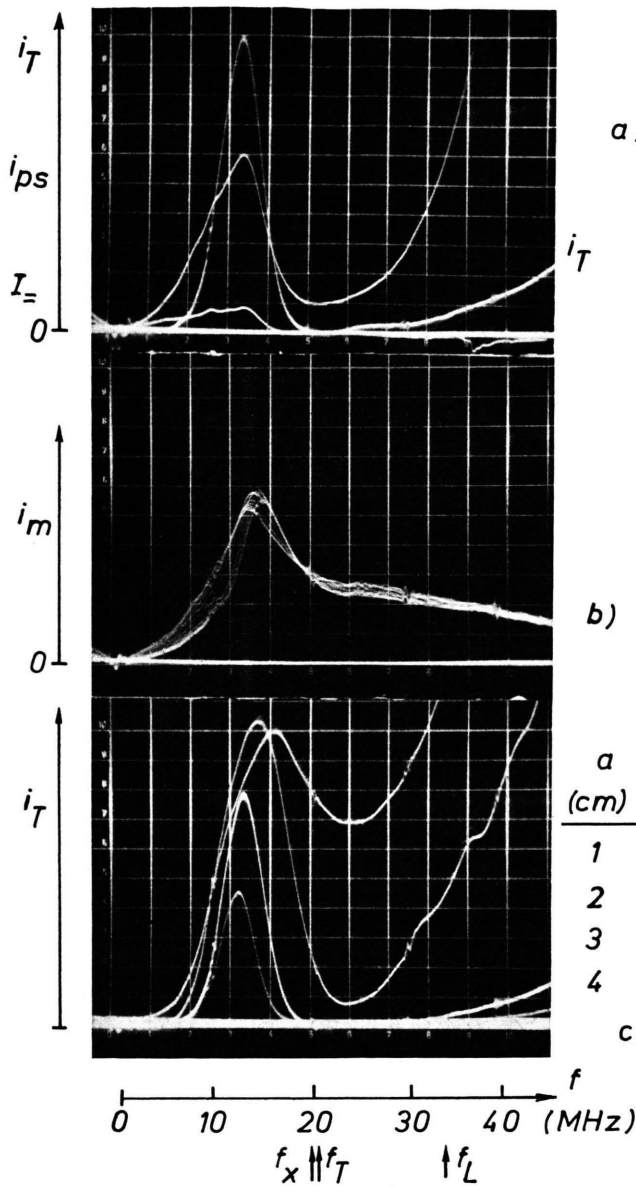 i_T
a
i_ps
i_T
I_=
0
i_m
b)
0
i_T
a
(cm)
1
2
3
4
c
f
0 10 20 30 40 (MHz)
f_x f_T f_L